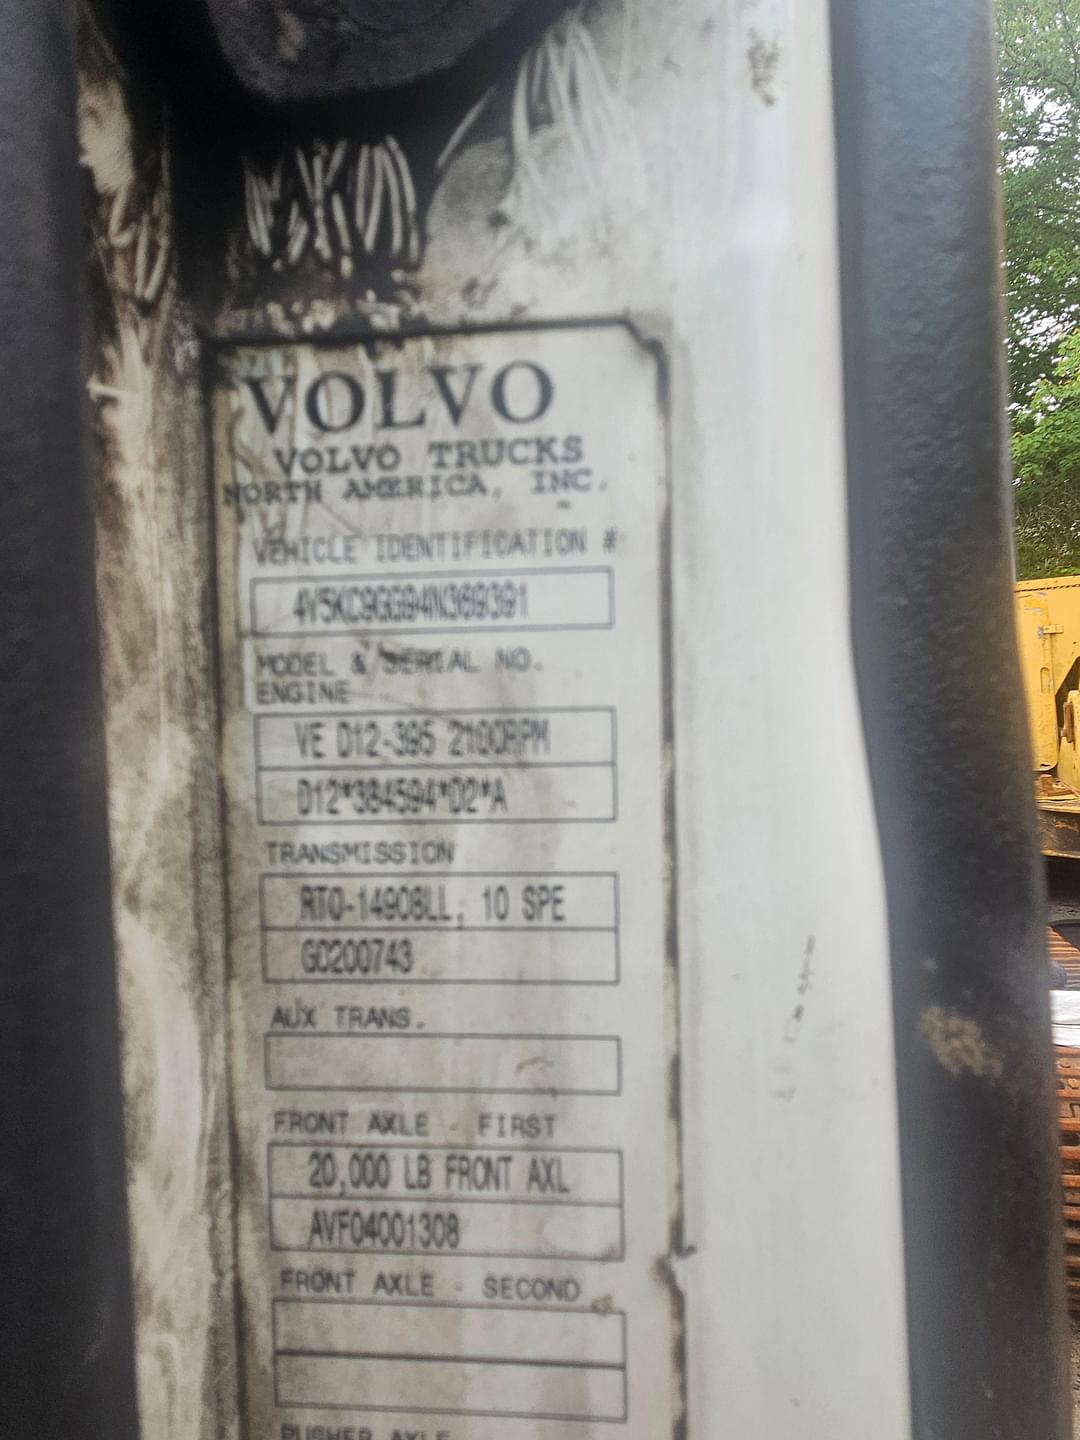 VOLVO
VOLVO TRUCKS
NORTH AMERICA, INC.
VEHICLE IDENTIFICATION #
4V5KC9GG94N369391
MODEL & SERIAL NO.
ENGINE
VE D12-395 2100RPM
D12*384594*D2*A
TRANSMISSION
RTO-14908LL, 10 SPE
G0200743
AUX TRANS.
FRONT AXLE - FIRST
20,000 LB FRONT AXL
AVF04001308
FRONT AXLE - SECOND
PUSHER AXLE